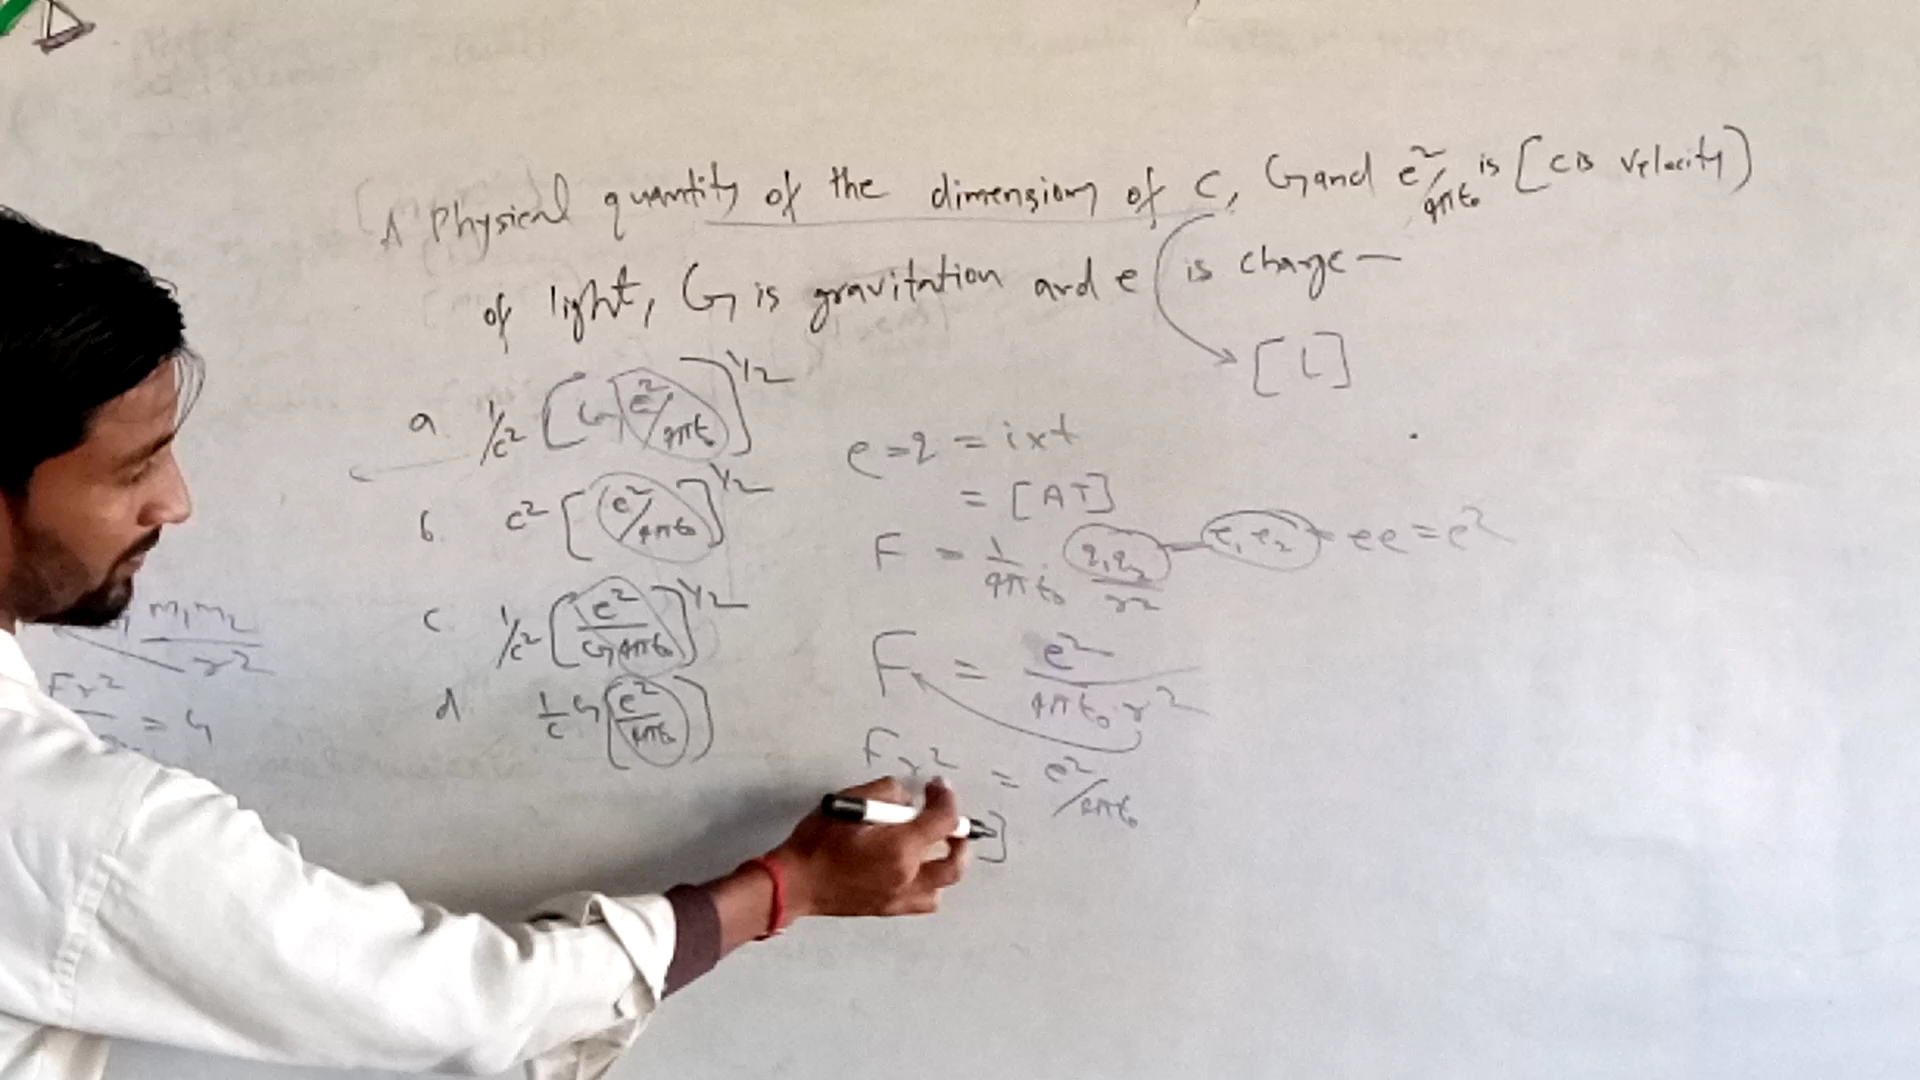 A Physical quantity of the dimension of C, G and e²/4πε₀ is [c is velocity)
of light, G is gravitation and e is charge —
[L]
a 1/c² [G e²/4πε₀]^1/2
b. c² [e²/4πε₀]^1/2
c 1/c² [e²/G4πε₀]^1/2
d 1/c G [e²/4πε₀]
e = q = i×t
= [AT]
F = 1/4πε₀ q₁q₂/r² e₁e₂ = ee = e²
F = e²/4πε₀r²
Fr² = e²/4πε₀
]
m₁m₂/r²
Fr² = G